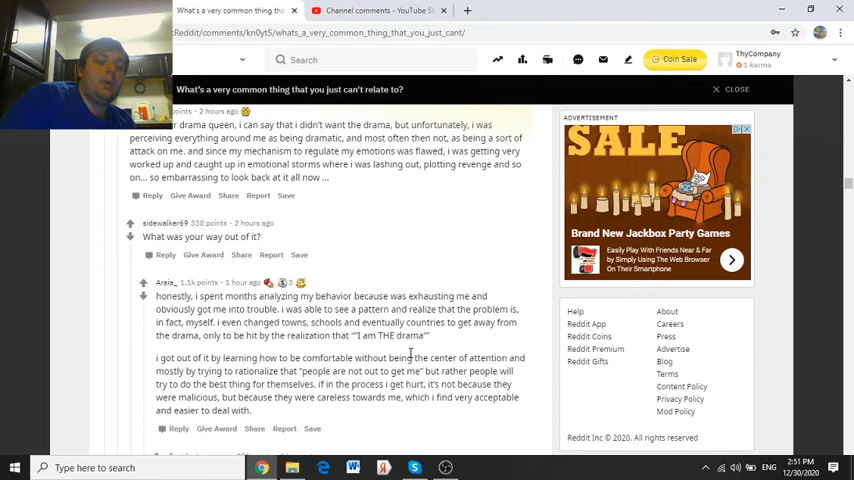 What's a very common thing tha
Channel comments - YouTube S
:Reddit/comments/kn0yt5/whats_a_very_common_thing_that_you_just_cant/
Search
Coin Sale
ThyCompany
1 karma
What's a very common thing that you just can't relate to?
CLOSE
points · 2 hours ago
drama queen, i can say that i didn't want the drama, but unfortunately, i was
perceiving everything around me as being dramatic, and most often then not, as being a sort of
attack on me. and since my mechanism to regulate my emotions was flawed, i was getting very
worked up and caught up in emotional storms where i was lashing out, plotting revenge and so
on... so embarrassing to look back at it all now ...
Reply Give Award Share Report Save
sidewalker69 338 points · 2 hours ago
What was your way out of it?
Reply Give Award Share Report Save
Araia_ 1.1k points · 1 hour ago 3
honestly, i spent months analyzing my behavior because was exhausting me and
obviously got me into trouble. i was able to see a pattern and realize that the problem is,
in fact, myself. i even changed towns, schools and eventually countries to get away from
the drama, only to be hit by the realization that ""I am THE drama""
i got out of it by learning how to be comfortable without being the center of attention and
mostly by trying to rationalize that "people are not out to get me" but rather people will
try to do the best thing for themselves. if in the process i get hurt, it's not because they
were malicious, but because they were careless towards me, which i find very acceptable
and easier to deal with.
Reply Give Award Share Report Save
ADVERTISEMENT
SALE
Brand New Jackbox Party Games
Easily Play With Friends Near & Far
by Simply Using The Web Browser
On Their Smartphone
Help About
Reddit App Careers
Reddit Coins Press
Reddit Premium Advertise
Reddit Gifts Blog
Terms
Content Policy
Privacy Policy
Mod Policy
Reddit Inc © 2020. All rights reserved
Type here to search
ENG
2:51 PM
12/30/2020